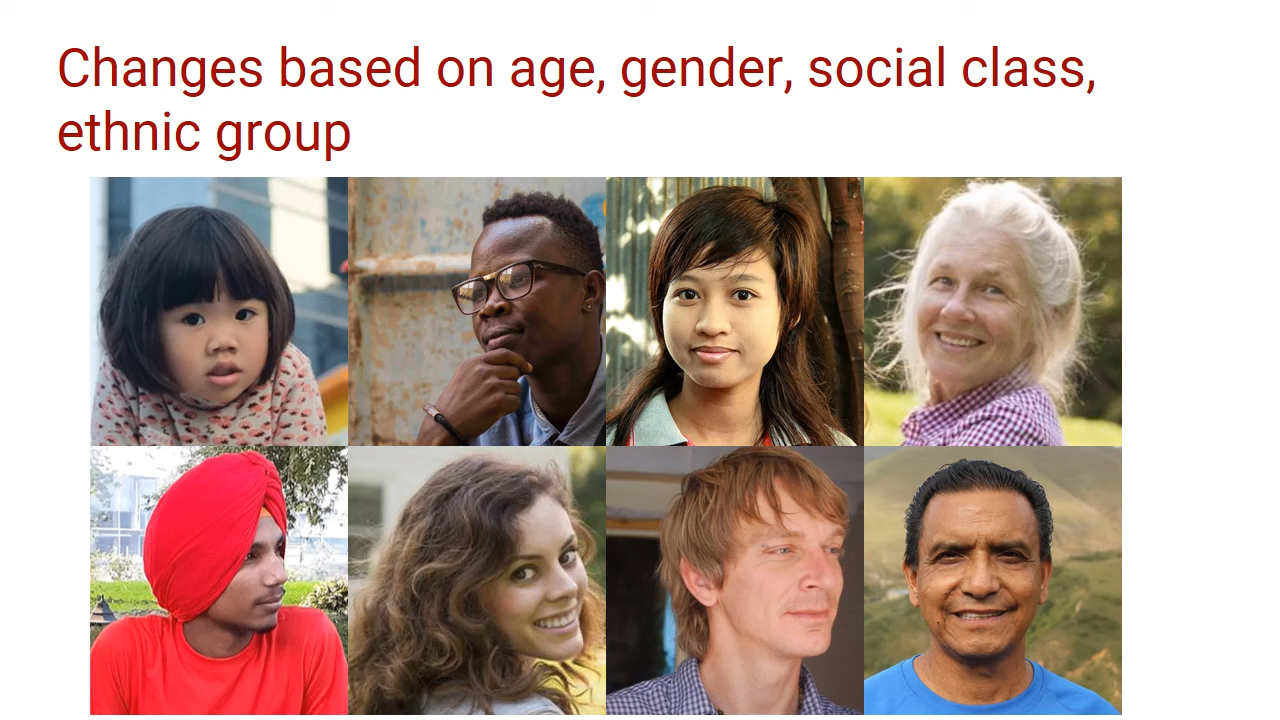 Changes based on age, gender, social class,
ethnic group